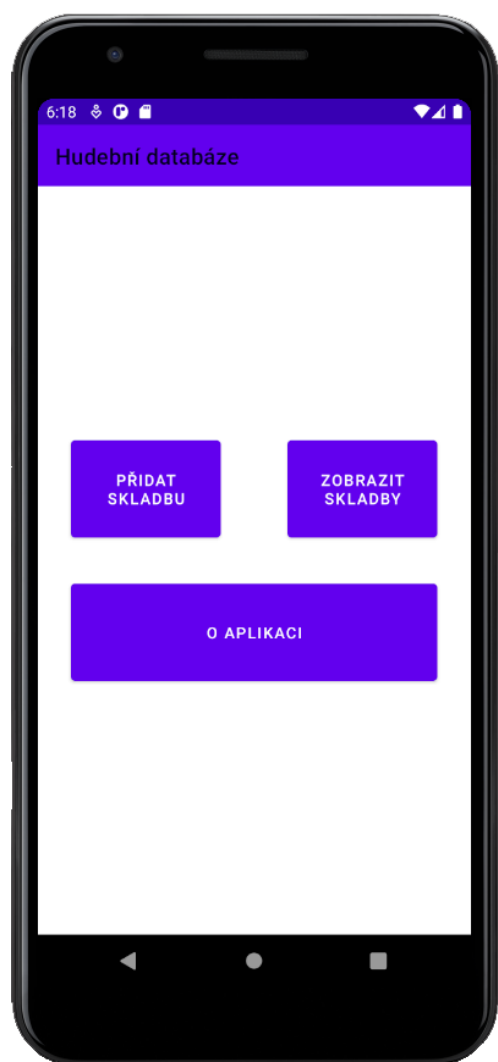 6:18
Hudební databáze
PŘIDAT
SKLADBU
ZOBRAZIT
SKLADBY
O APLIKACI